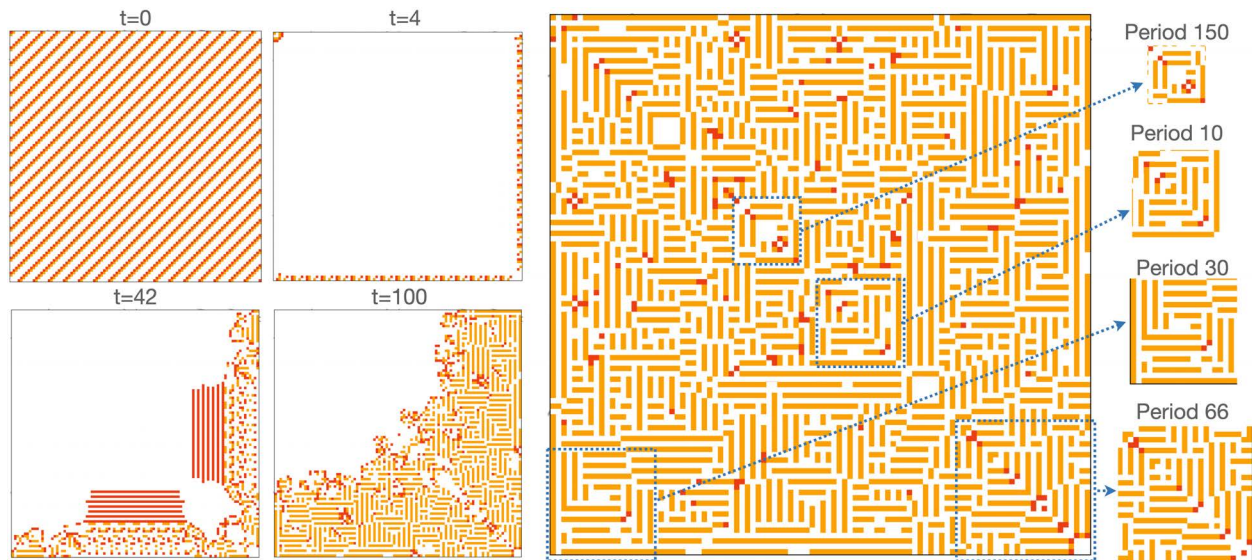 t=0
t=4
t=42
t=100
Period 150
Period 10
Period 30
Period 66